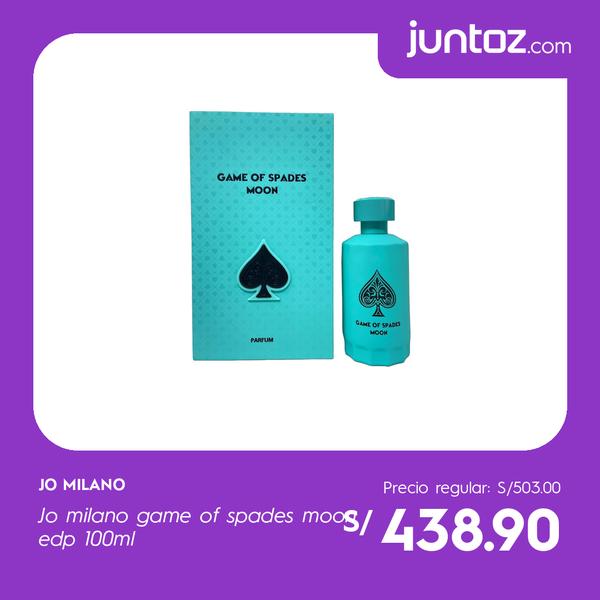 juntoz.com
GAME OF SPADES
MOON
PARFUM
GAME OF SPADES
MOON
JO MILANO
Jo milano game of spades moon
edp 100ml
Precio regular: S/503.00
S/ 438.90